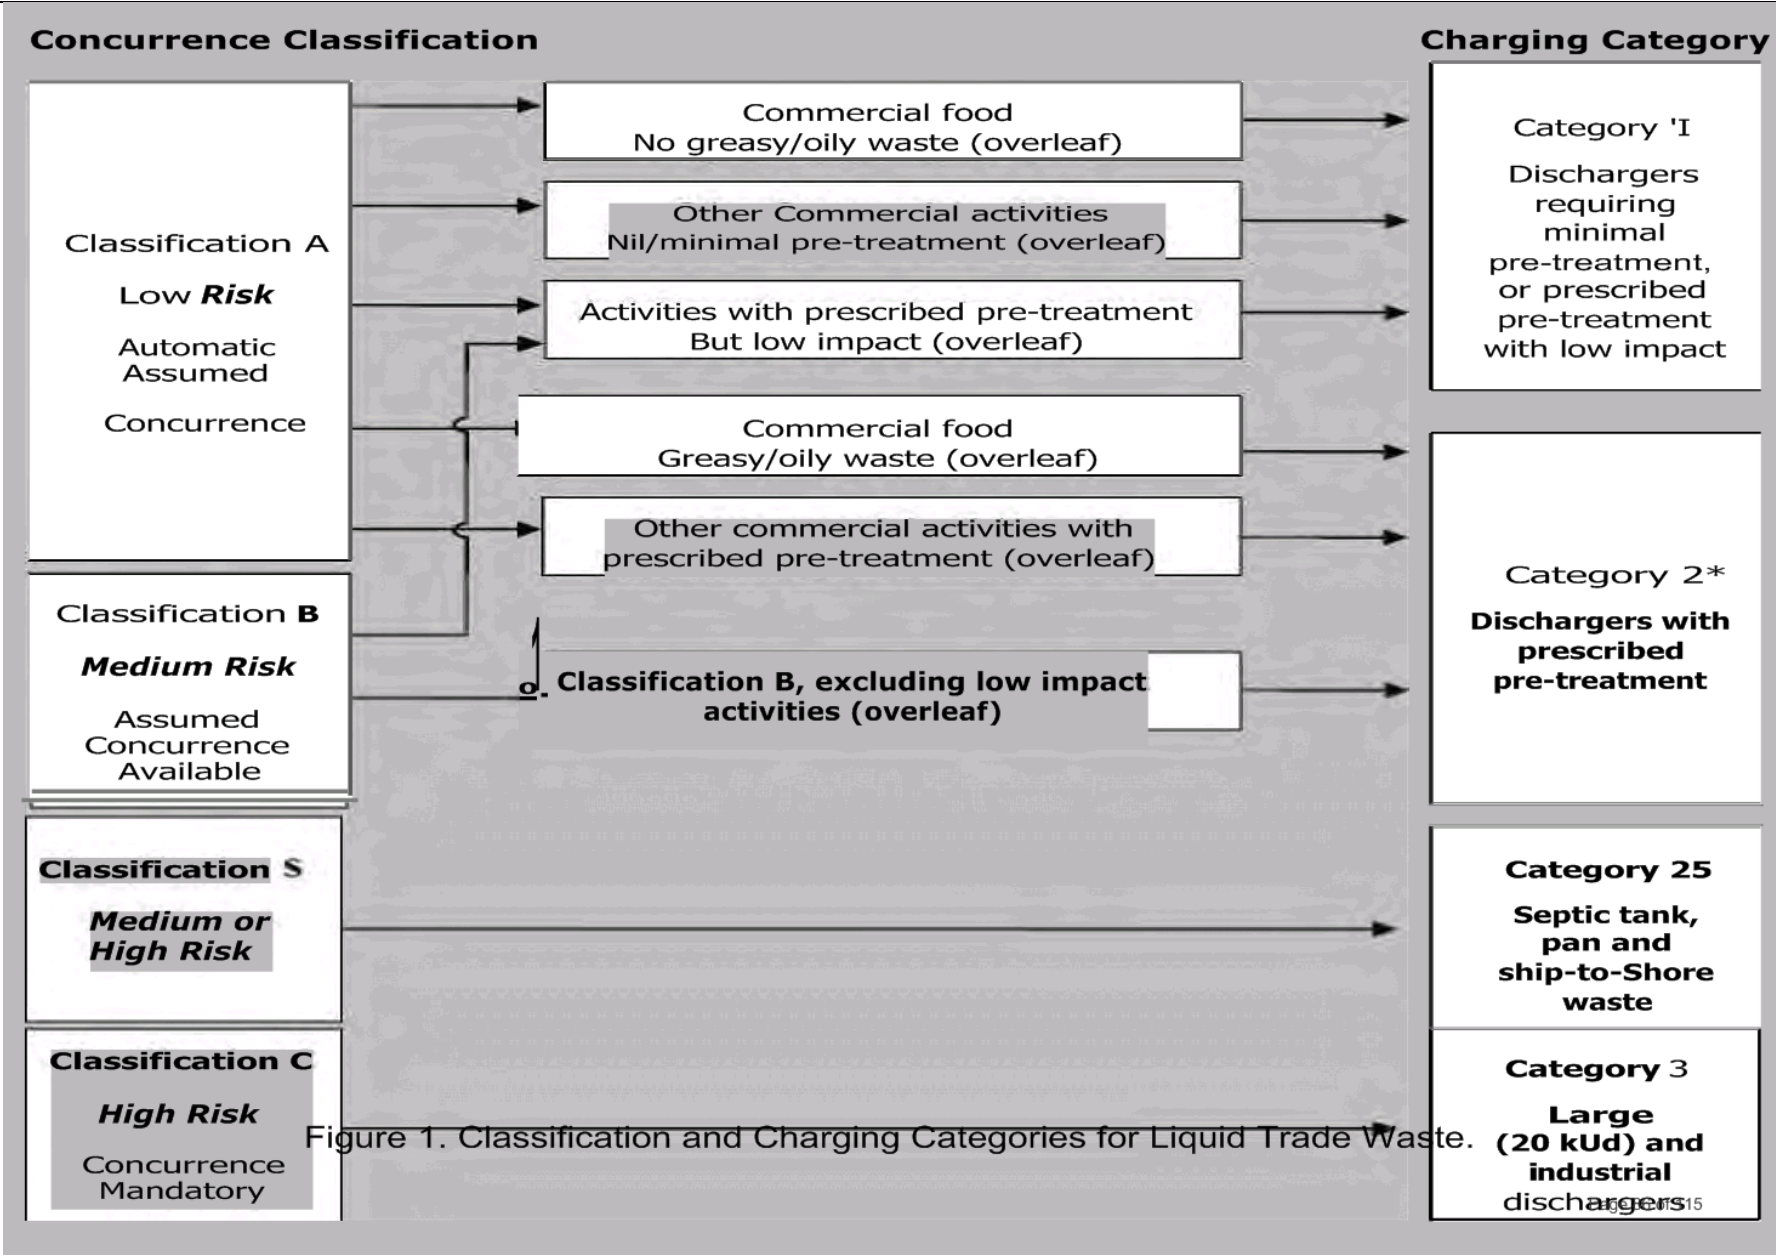 Concurrence Classification
Charging Category
Classification A
Low Risk
Automatic
Assumed
Concurrence
Classification B
Medium Risk
Assumed
Concurrence
Available
Classification S
Medium or
High Risk
Classification C
High Risk
Concurrence
Mandatory
Commercial food
No greasy/oily waste (overleaf)
Other Commercial activities
Nil/minimal pre-treatment (overleaf)
Activities with prescribed pre-treatment
But low impact (overleaf)
Commercial food
Greasy/oily waste (overleaf)
Other commercial activities with
prescribed pre-treatment (overleaf)
o.
Classification B, excluding low impact
activities (overleaf)
Category 'I
Dischargers
requiring
minimal
pre-treatment,
or prescribed
pre-treatment
with low impact
Category 2*
Dischargers with
prescribed
pre-treatment
Category 25
Septic tank,
pan and
ship-to-Shore
waste
Category 3
Large
(20 kUd) and
industrial
dischargers
Figure 1. Classification and Charging Categories for Liquid Trade Waste.